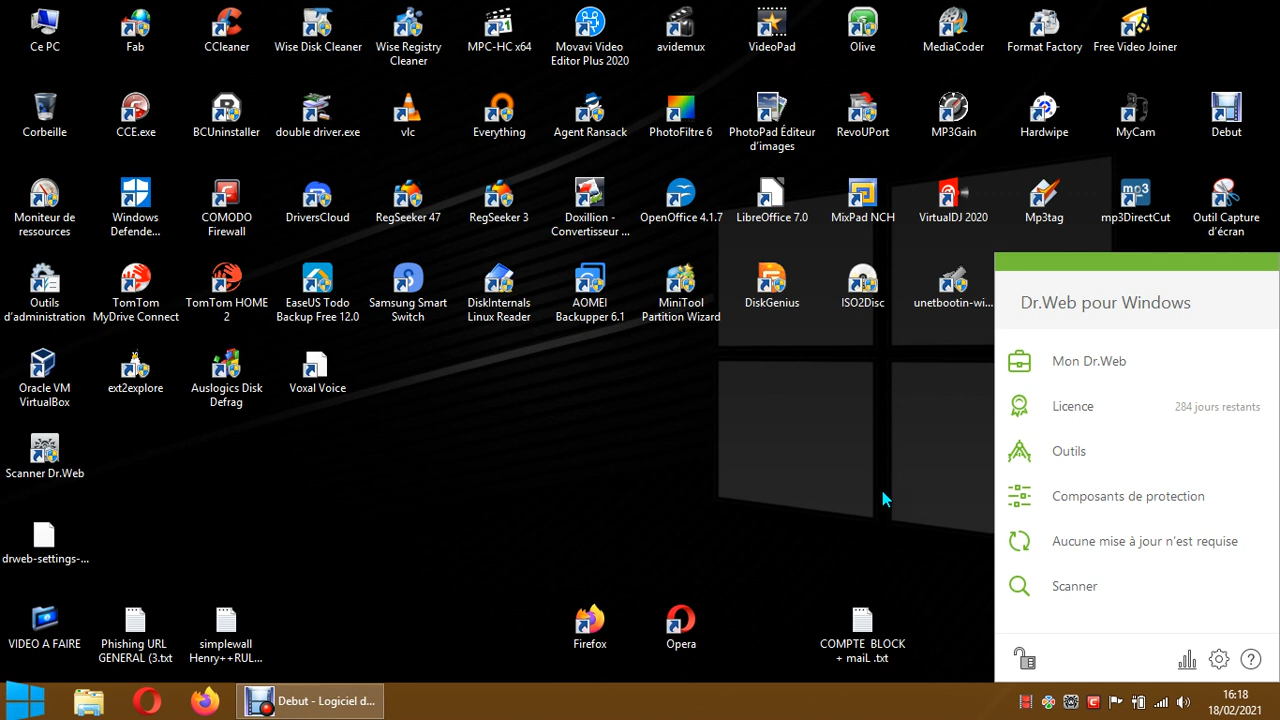 Ce PC
Fab
CCleaner
Wise Disk Cleaner
Wise Registry
Cleaner
MPC-HC x64
Movavi Video
Editor Plus 2020
avidemux
VideoPad
Olive
MediaCoder
Format Factory
Free Video Joiner
Corbeille
CCE.exe
BCUninstaller
double driver.exe
vlc
Everything
Agent Ransack
PhotoFiltre 6
PhotoPad Éditeur
d'images
RevoUPort
MP3Gain
Hardwipe
MyCam
Debut
Moniteur de
ressources
Windows
Defende...
COMODO
Firewall
DriversCloud
RegSeeker 47
RegSeeker 3
Doxillion -
Convertisseur ...
OpenOffice 4.1.7
LibreOffice 7.0
MixPad NCH
VirtualDJ 2020
Mp3tag
mp3DirectCut
Outil Capture
d'écran
Outils
d'administration
TomTom
MyDrive Connect
TomTom HOME
2
EaseUS Todo
Backup Free 12.0
Samsung Smart
Switch
DiskInternals
Linux Reader
AOMEI
Backupper 6.1
MiniTool
Partition Wizard
DiskGenius
ISO2Disc
unetbootin-wi...
Oracle VM
VirtualBox
ext2explore
Auslogics Disk
Defrag
Voxal Voice
Scanner Dr.Web
drweb-settings-...
VIDEO A FAIRE
Phishing URL
GENERAL (3.txt
simplewall
Henry++RUL...
Firefox
Opera
COMPTE BLOCK
+ maiL .txt
Dr.Web pour Windows
Mon Dr.Web
Licence 284 jours restants
Outils
Composants de protection
Aucune mise à jour n'est requise
Scanner
Debut - Logiciel d...
16:18
18/02/2021